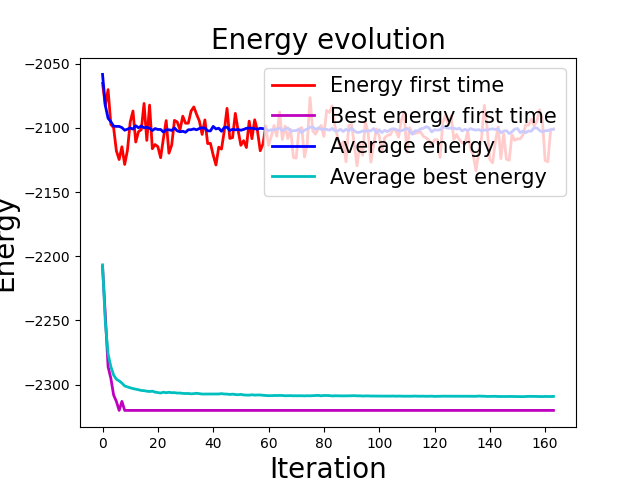 Energy evolution
Energy first time
Best energy first time
Average energy
Average best energy
−2050
−2100
−2150
−2200
−2250
−2300
Energy
0 20 40 60 80 100 120 140 160
Iteration